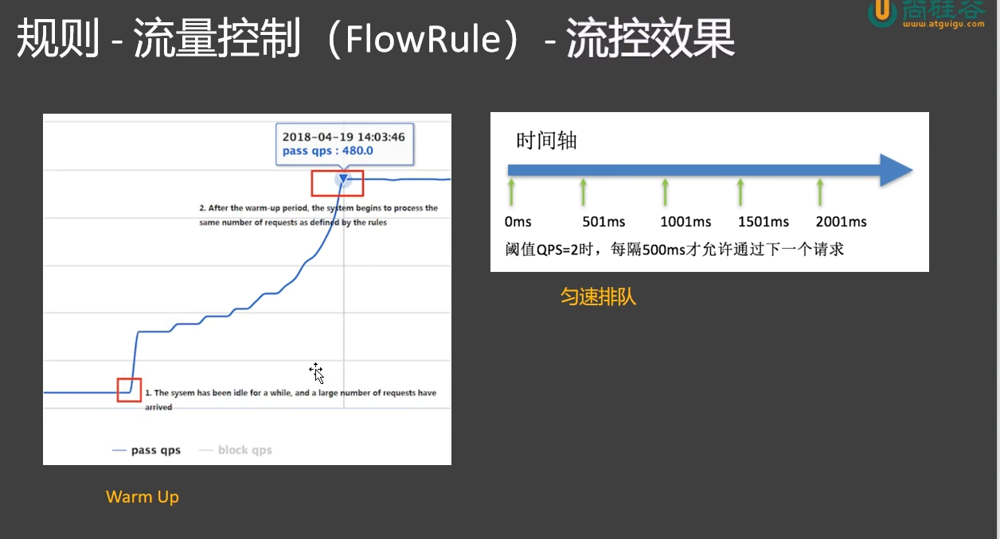 尚硅谷
www.atguigu.com
规则 - 流量控制（FlowRule）- 流控效果
2018-04-19 14:03:46
pass qps : 480.0
2. After the warm-up period, the system begins to process the
same number of requests as defined by the rules
1. The sysem has been idle for a while, and a large number of requests have
arrived
pass qps
block qps
Warm Up
时间轴
0ms 501ms 1001ms 1501ms 2001ms
阈值QPS=2时，每隔500ms才允许通过下一个请求
匀速排队